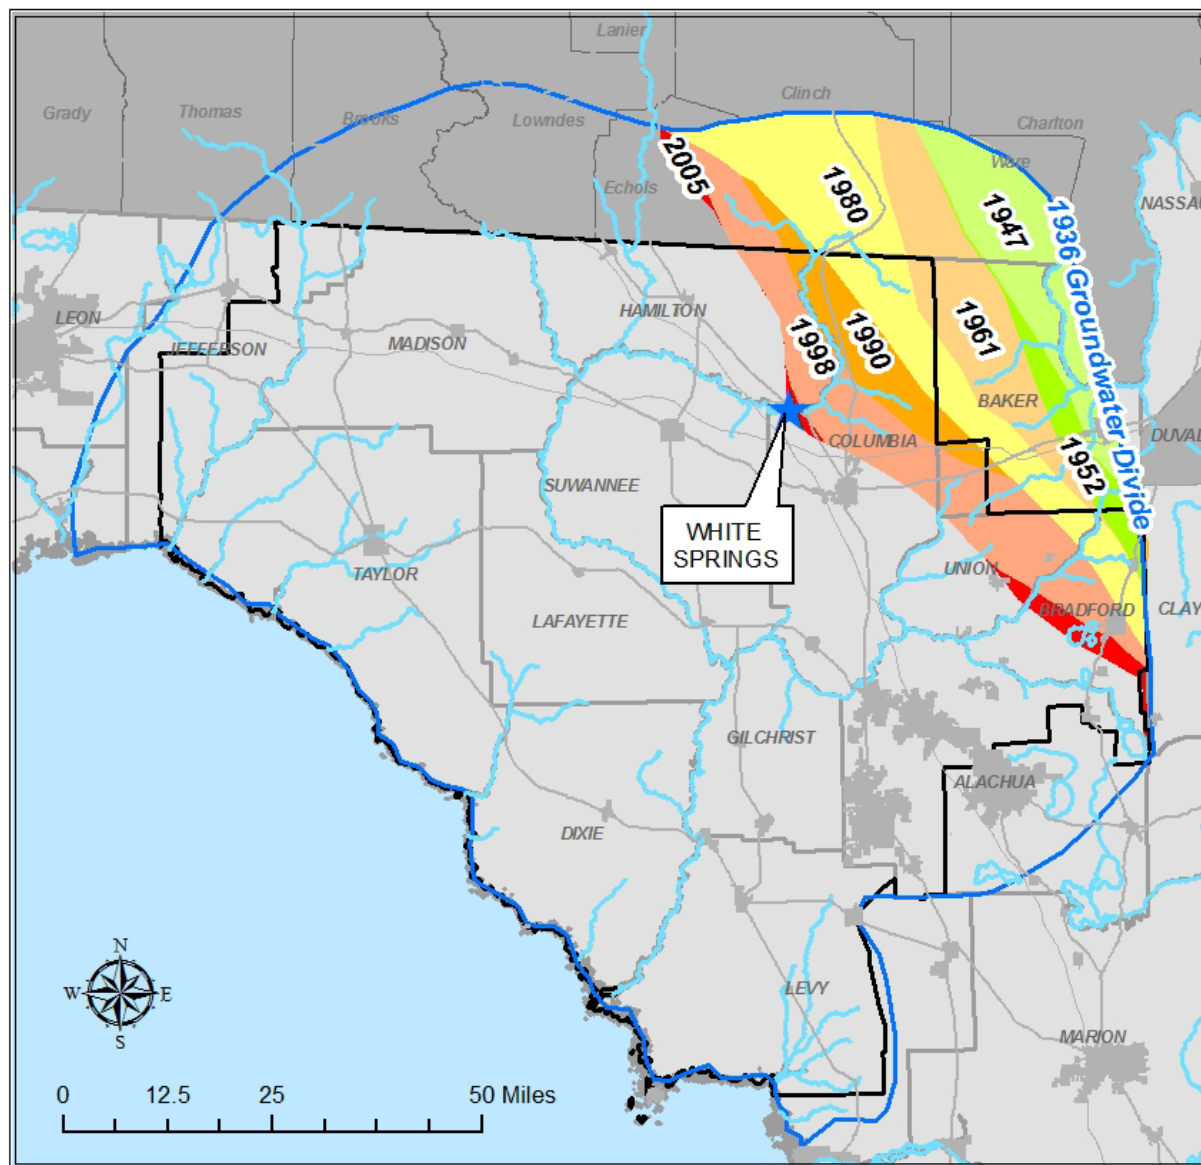 Lanier
Clinch
Grady
Thomas
Brooks
Lowndes
Charlton
Ware
2005
Echols
1980
1947
NASSAU
1936 Groundwater Divide
LEON
JEFFERSON
MADISON
HAMILTON
1998
1990
1961
BAKER
COLUMBIA
DUVAL
1952
SUWANNEE
WHITE
SPRINGS
TAYLOR
UNION
BRADFORD
CLAY
LAFAYETTE
GILCHRIST
ALACHUA
DIXIE
N
W
E
S
LEVY
MARION
0
12.5
25
50 Miles